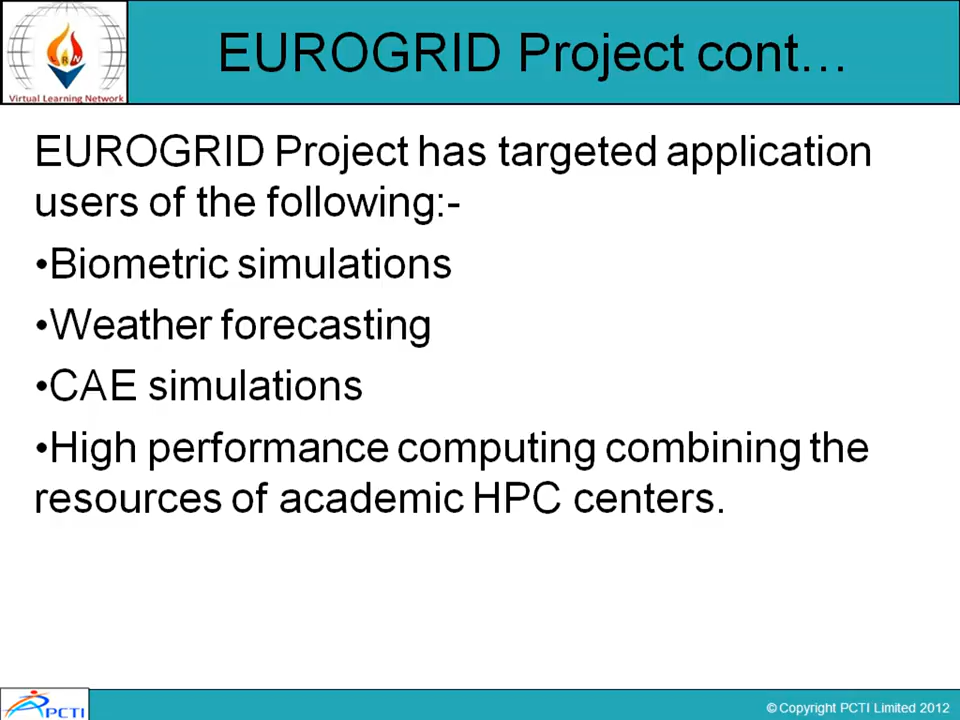 EUROGRID Project cont…
Virtual Learning Network
EUROGRID Project has targeted application
users of the following:-
•Biometric simulations
•Weather forecasting
•CAE simulations
•High performance computing combining the
resources of academic HPC centers.
PCTI
© Copyright PCTI Limited 2012